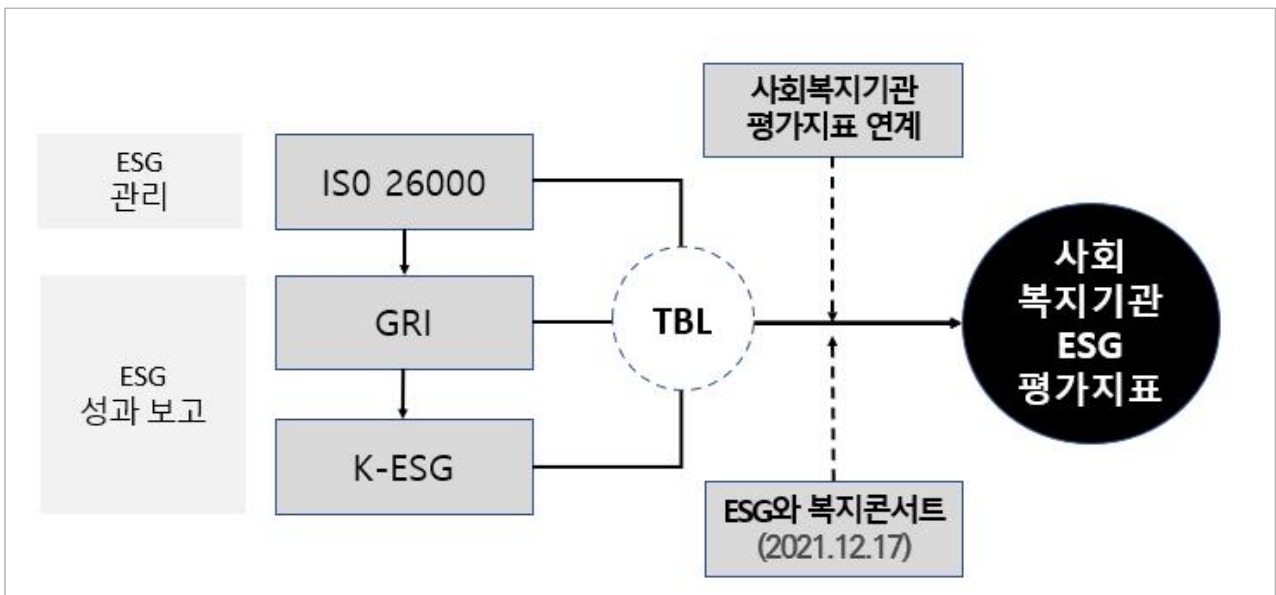 ESG
관리
IS0 26000
ESG
성과 보고
GRI
K-ESG
TBL
사회복지기관
평가지표 연계
ESG와 복지콘서트
(2021.12.17)
사회
복지기관
ESG
평가지표